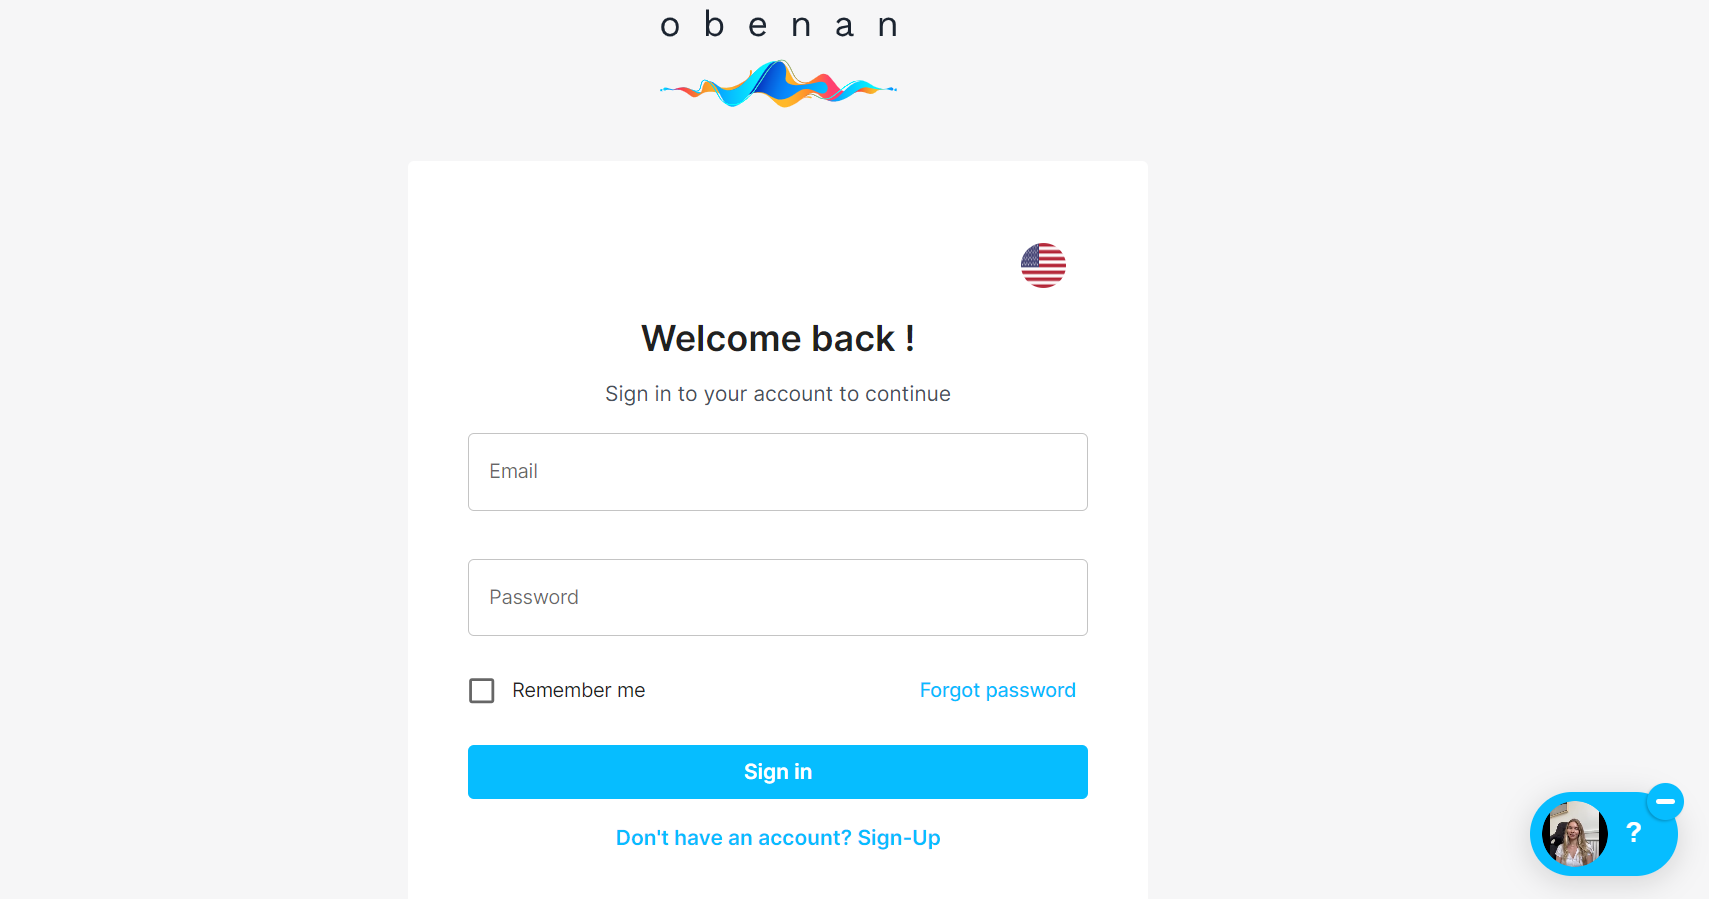 obenan
Welcome back !
Sign in to your account to continue
Email
Password
Remember me
Forgot password
Sign in
Don't have an account? Sign-Up
?